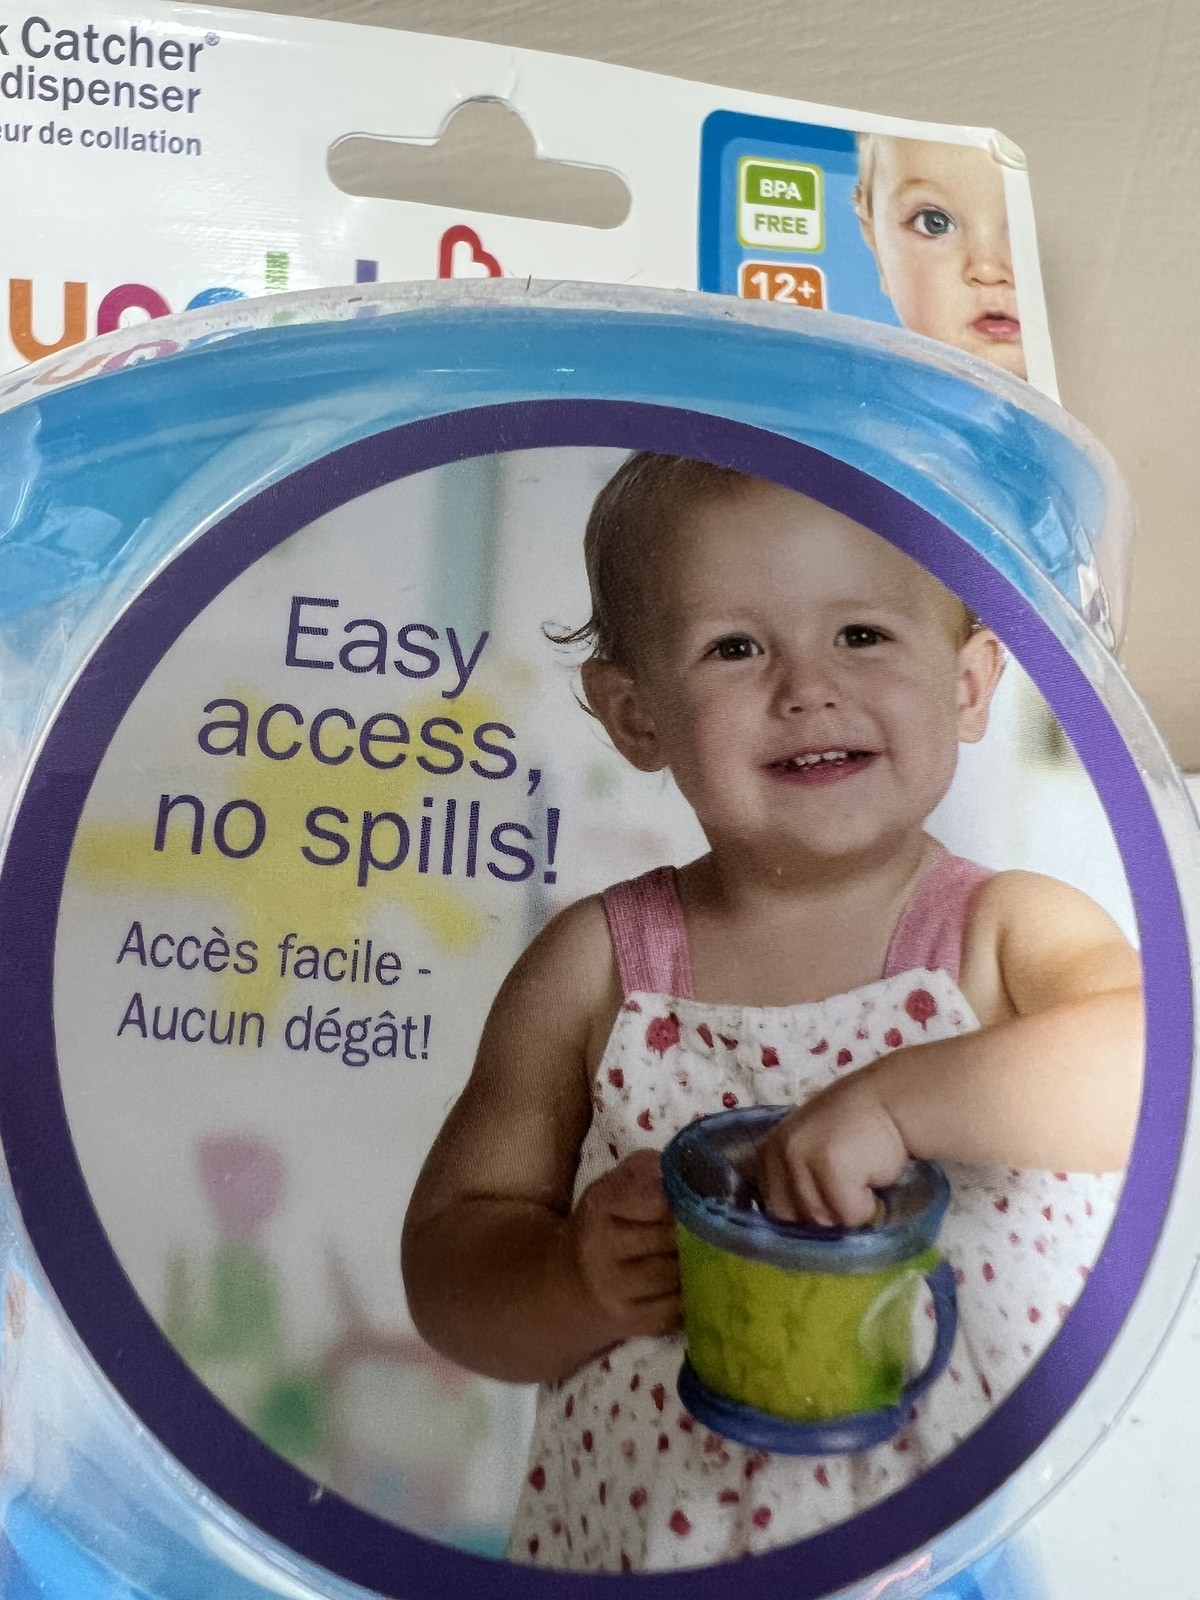 k Catcher®
dispenser
eur de collation
BPA
FREE
12+
Easy
access,
no spills!
Accès facile -
Aucun dégât!